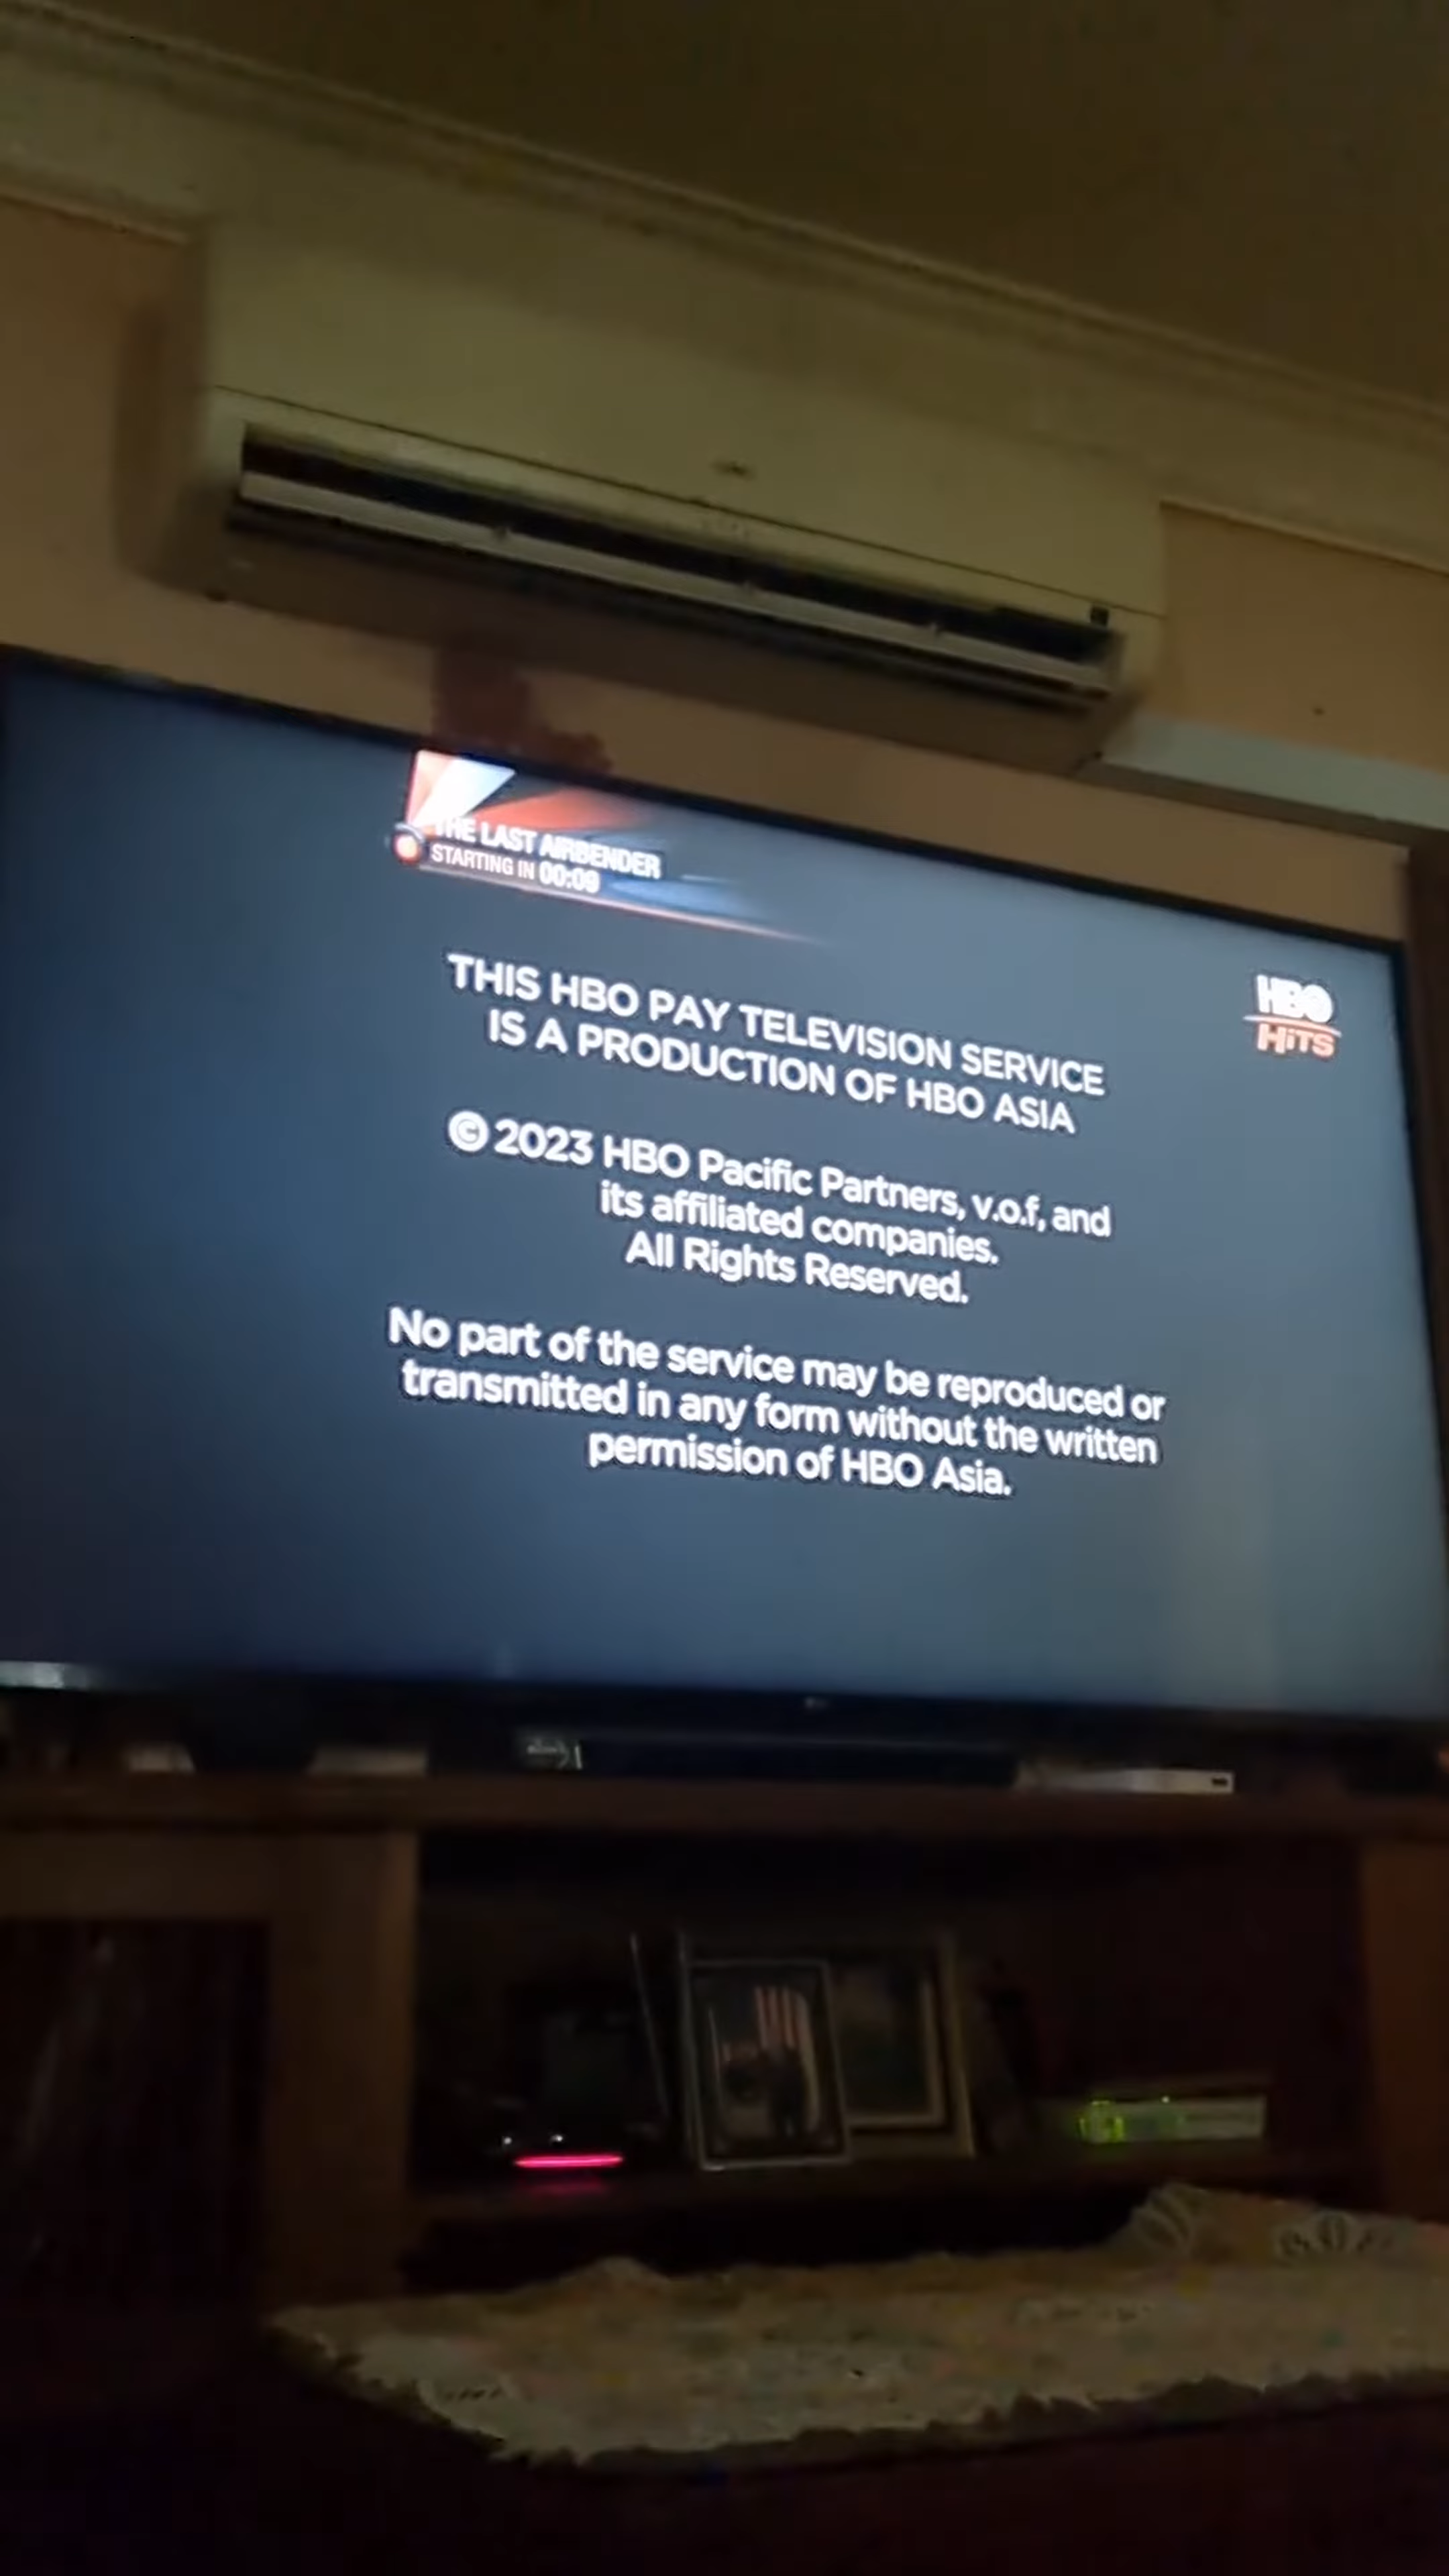 THE LAST AIRBENDER
STARTING IN 00:09
HBO
HiTS
THIS HBO PAY TELEVISION SERVICE
IS A PRODUCTION OF HBO ASIA
© 2023 HBO Pacific Partners, v.o.f, and
its affiliated companies.
All Rights Reserved.
No part of the service may be reproduced or
transmitted in any form without the written
permission of HBO Asia.